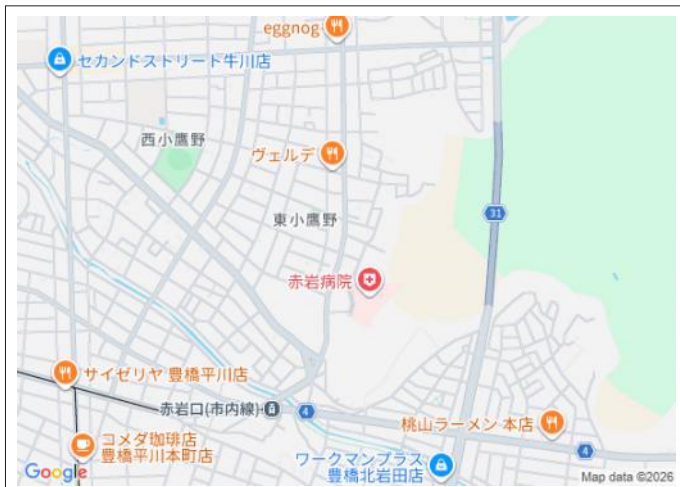 eggnog
セカンドストリート牛川店
西小鷹野
ヴェルデ
東小鷹野
31
赤岩病院
サイゼリヤ 豊橋平川店
赤岩口(市内線)
4
桃山ラーメン 本店
コメダ珈琲店
豊橋平川本町店
4
ワークマンプラス
豊橋北岩田店
Google
Map data ©2026